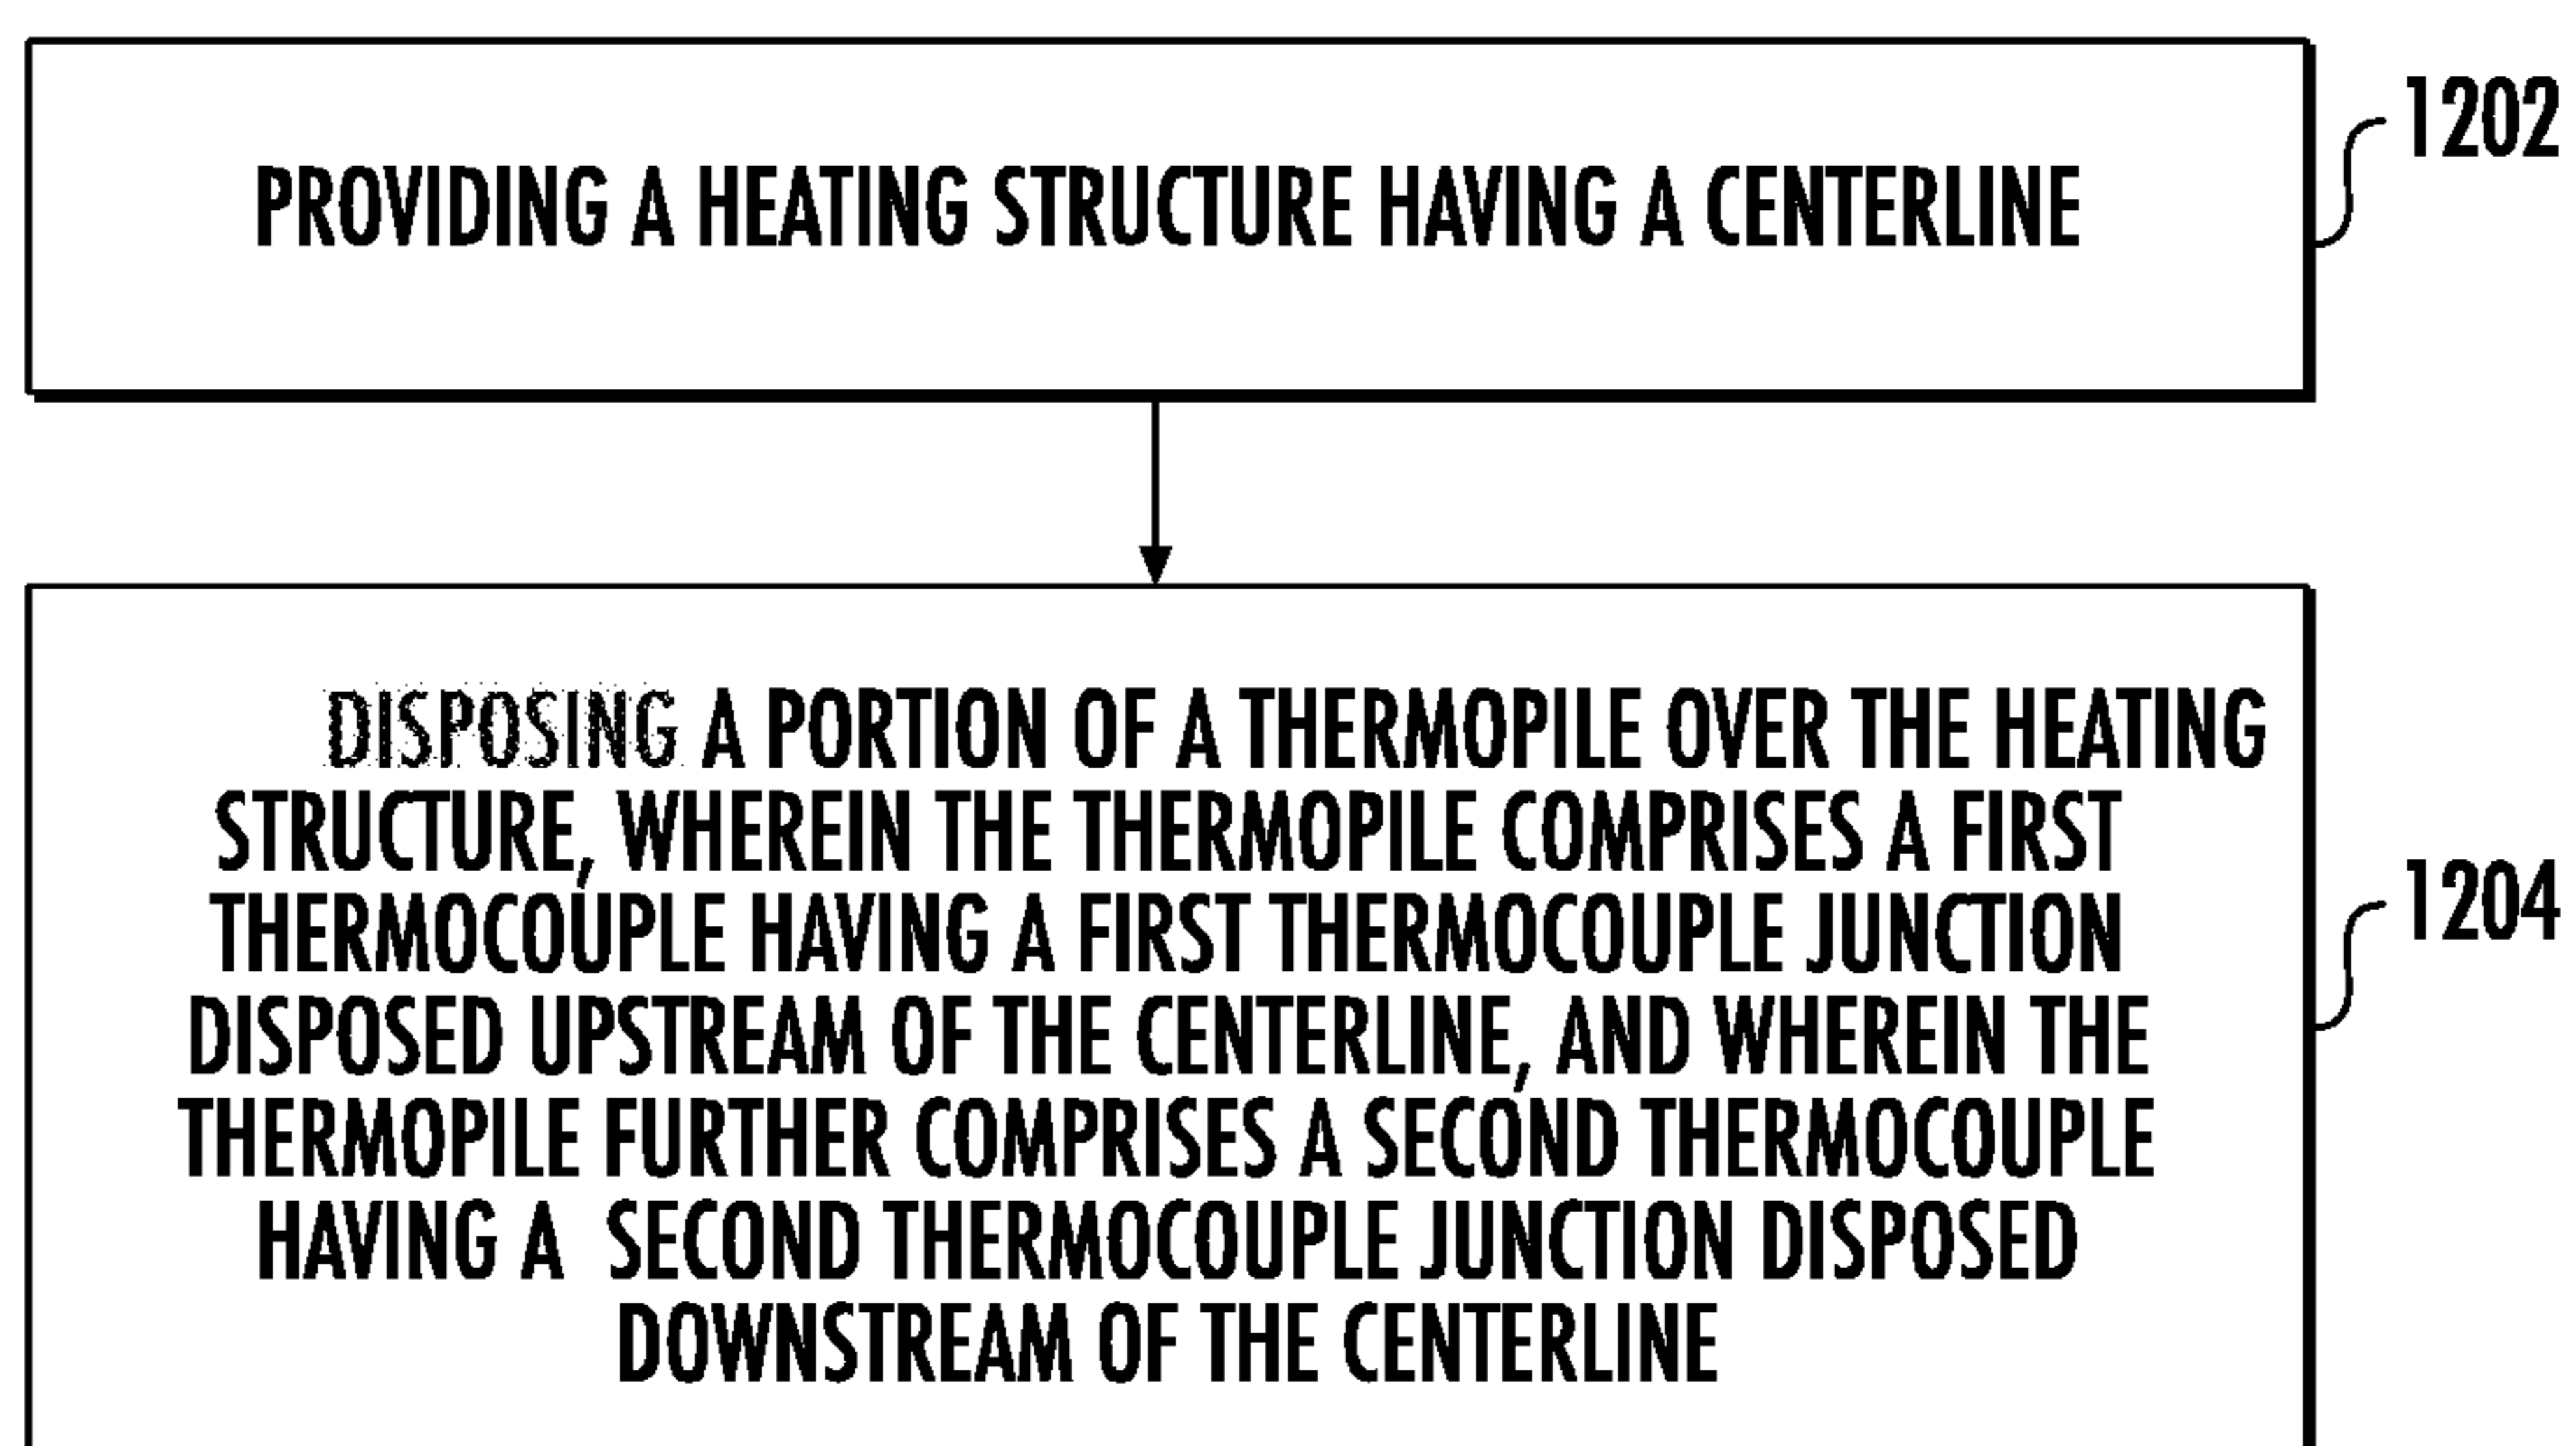 PROVIDING A HEATING STRUCTURE HAVING A CENTERLINE
1202
DISPOSING A PORTION OF A THERMOPILE OVER THE HEATING
STRUCTURE, WHEREIN THE THERMOPILE COMPRISES A FIRST
THERMOCOUPLE HAVING A FIRST THERMOCOUPLE JUNCTION
DISPOSED UPSTREAM OF THE CENTERLINE, AND WHEREIN THE
THERMOPILE FURTHER COMPRISES A SECOND THERMOCOUPLE
HAVING A SECOND THERMOCOUPLE JUNCTION DISPOSED
DOWNSTREAM OF THE CENTERLINE
1204